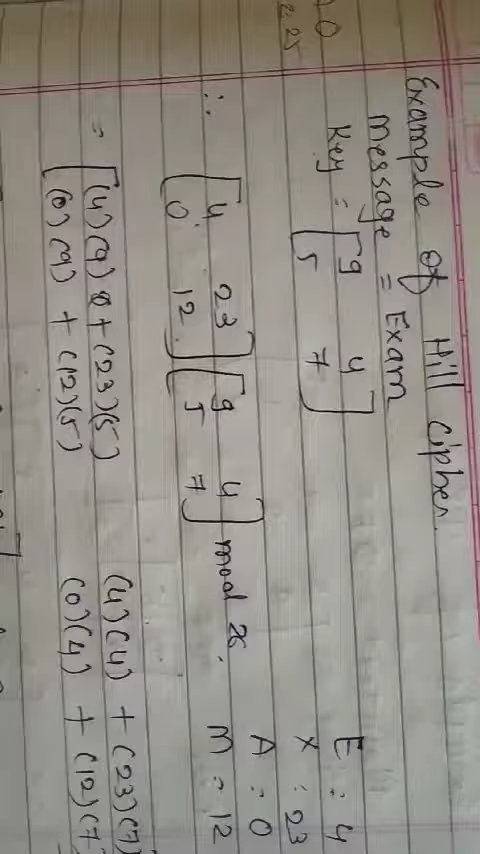 Example of Hill cipher
message = Exam
Key = [9 4
5 7]
E : 4
X : 23
A : 0
M : 12
∴ [4 23
0 12] [9 4
5 7] mod 26
= [(4)(9) + (23)(5) (4)(4) + (23)(7)
(0)(9) + (12)(5) (0)(4) + (12)(7